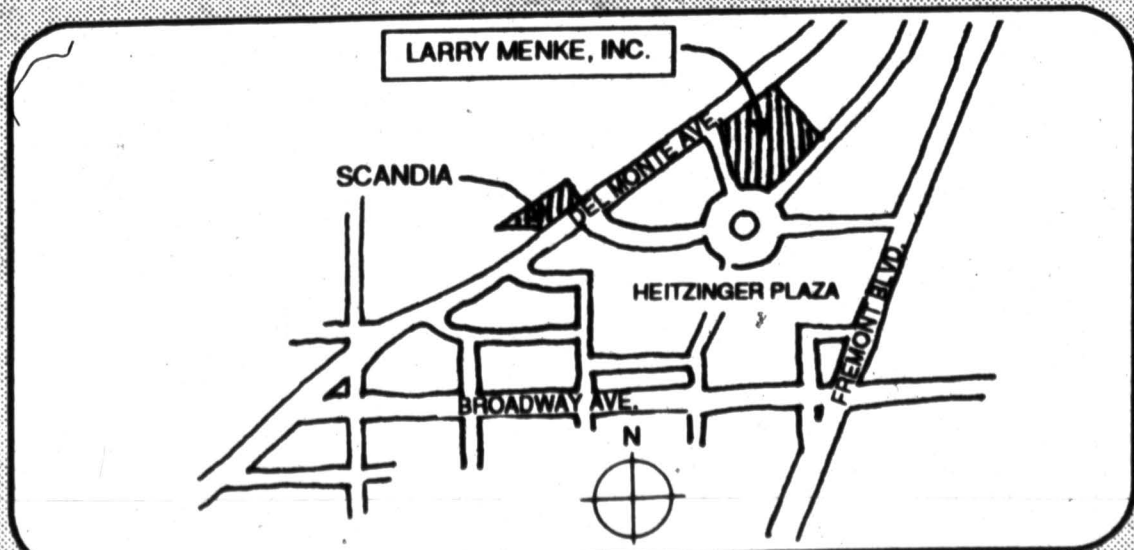 LARRY MENKE, INC.
SCANDIA
DEL MONTE AVE.
HEITZINGER PLAZA
FREMONT BLVD.
BROADWAY AVE.
N